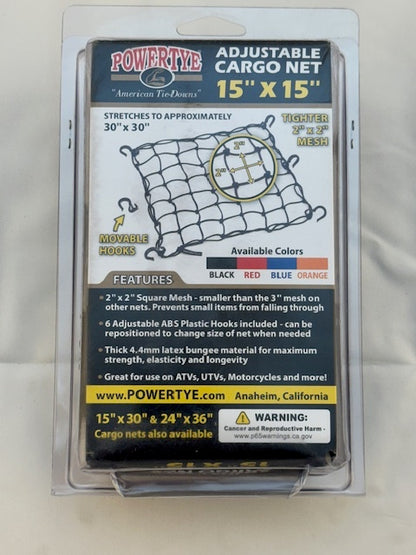 POWERTYE
"American Tie-Downs"
ADJUSTABLE
CARGO NET
15" X 15"
STRETCHES TO APPROXIMATELY
30" x 30"
TIGHTER
2" x 2"
MESH
2"
2"
MOVABLE
HOOKS
Available Colors
BLACK RED BLUE ORANGE
FEATURES
• 2" x 2" Square Mesh - smaller than the 3" mesh on
other nets. Prevents small items from falling through
• 6 Adjustable ABS Plastic Hooks included - can be
repositioned to change size of net when needed
• Thick 4.4mm latex bungee material for maximum
strength, elasticity and longevity
• Great for use on ATVs, UTVs, Motorcycles and more!
www.POWERTYE.com Anaheim, California
15" x 30" & 24" x 36"
Cargo nets also available
WARNING:
Cancer and Reproductive Harm -
www.p65warnings.ca.gov
15" X 15"